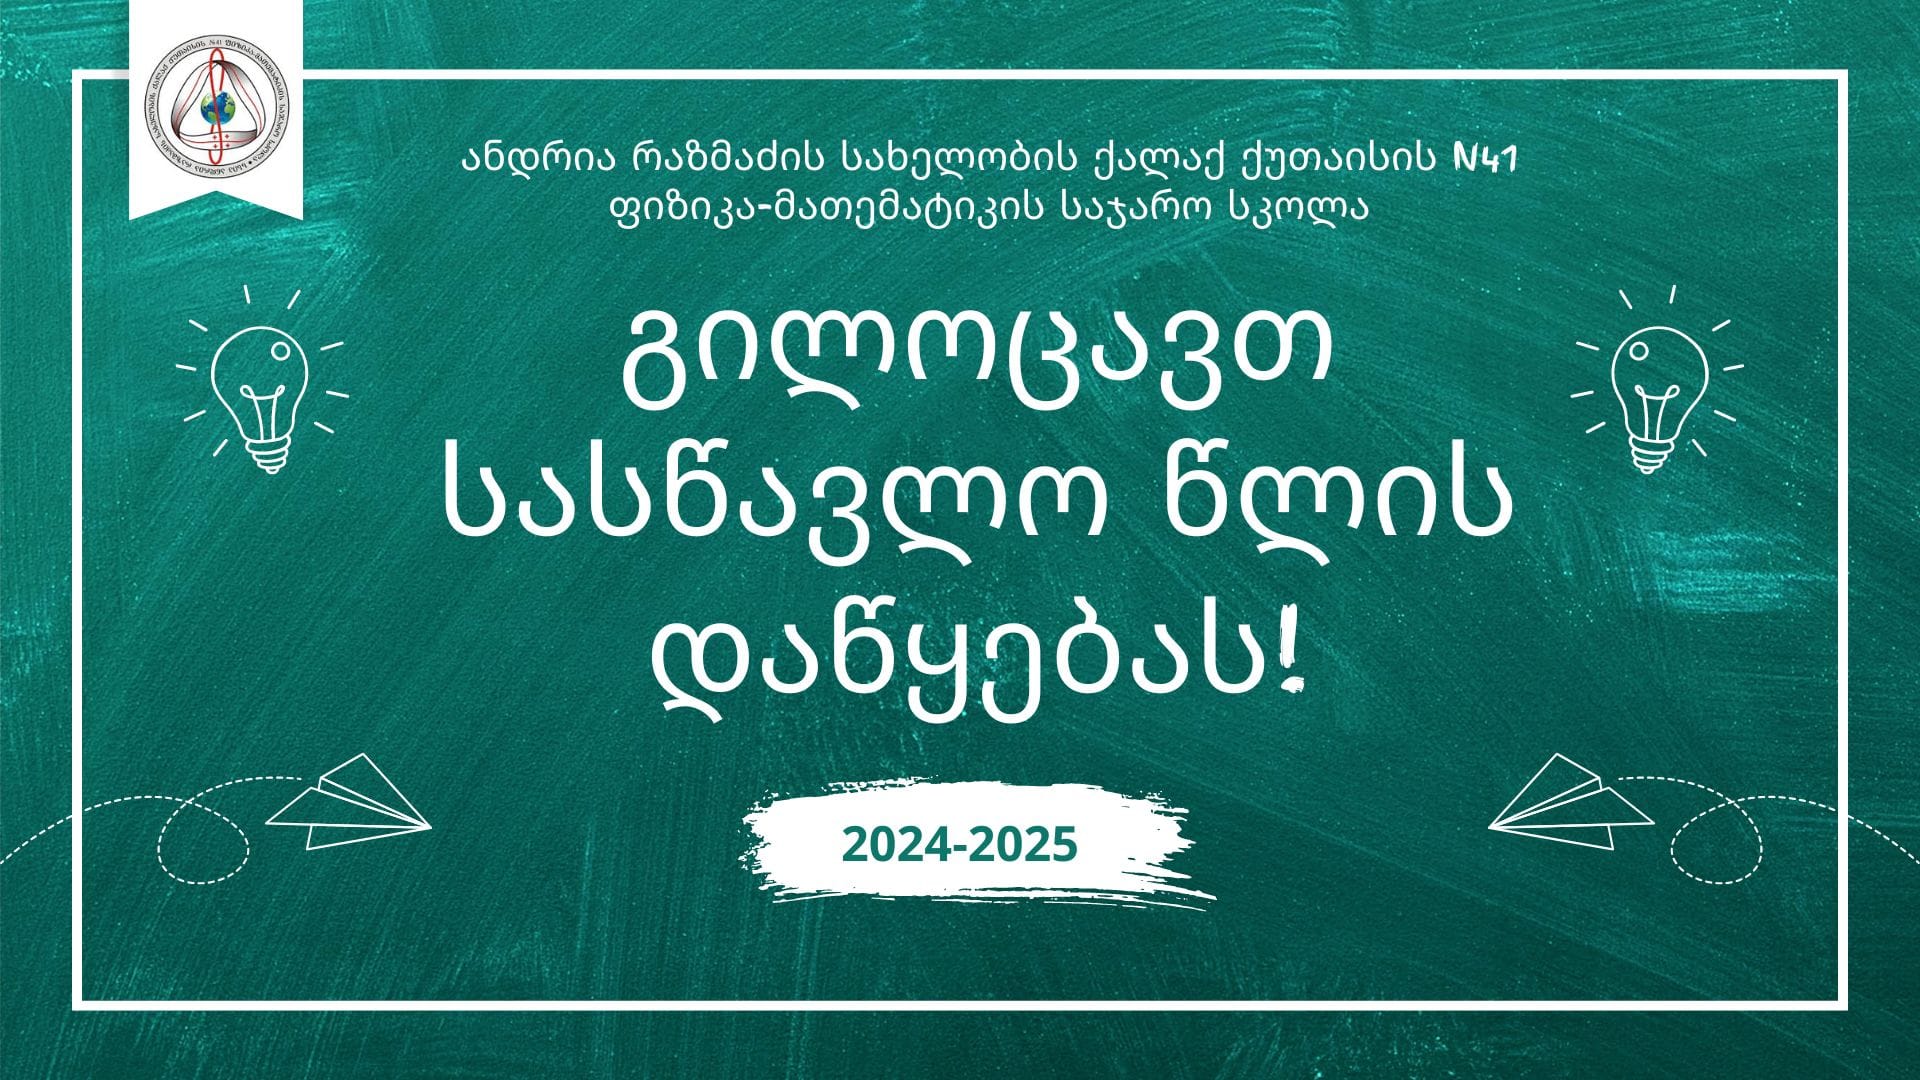 ანდრია რაზმაძის სახელობის ქალაქ ქუთაისის N41
ფიზიკა-მათემატიკის საჯარო სკოლა
გილოცავთ
სასწავლო წლის
დაწყებას!
2024-2025